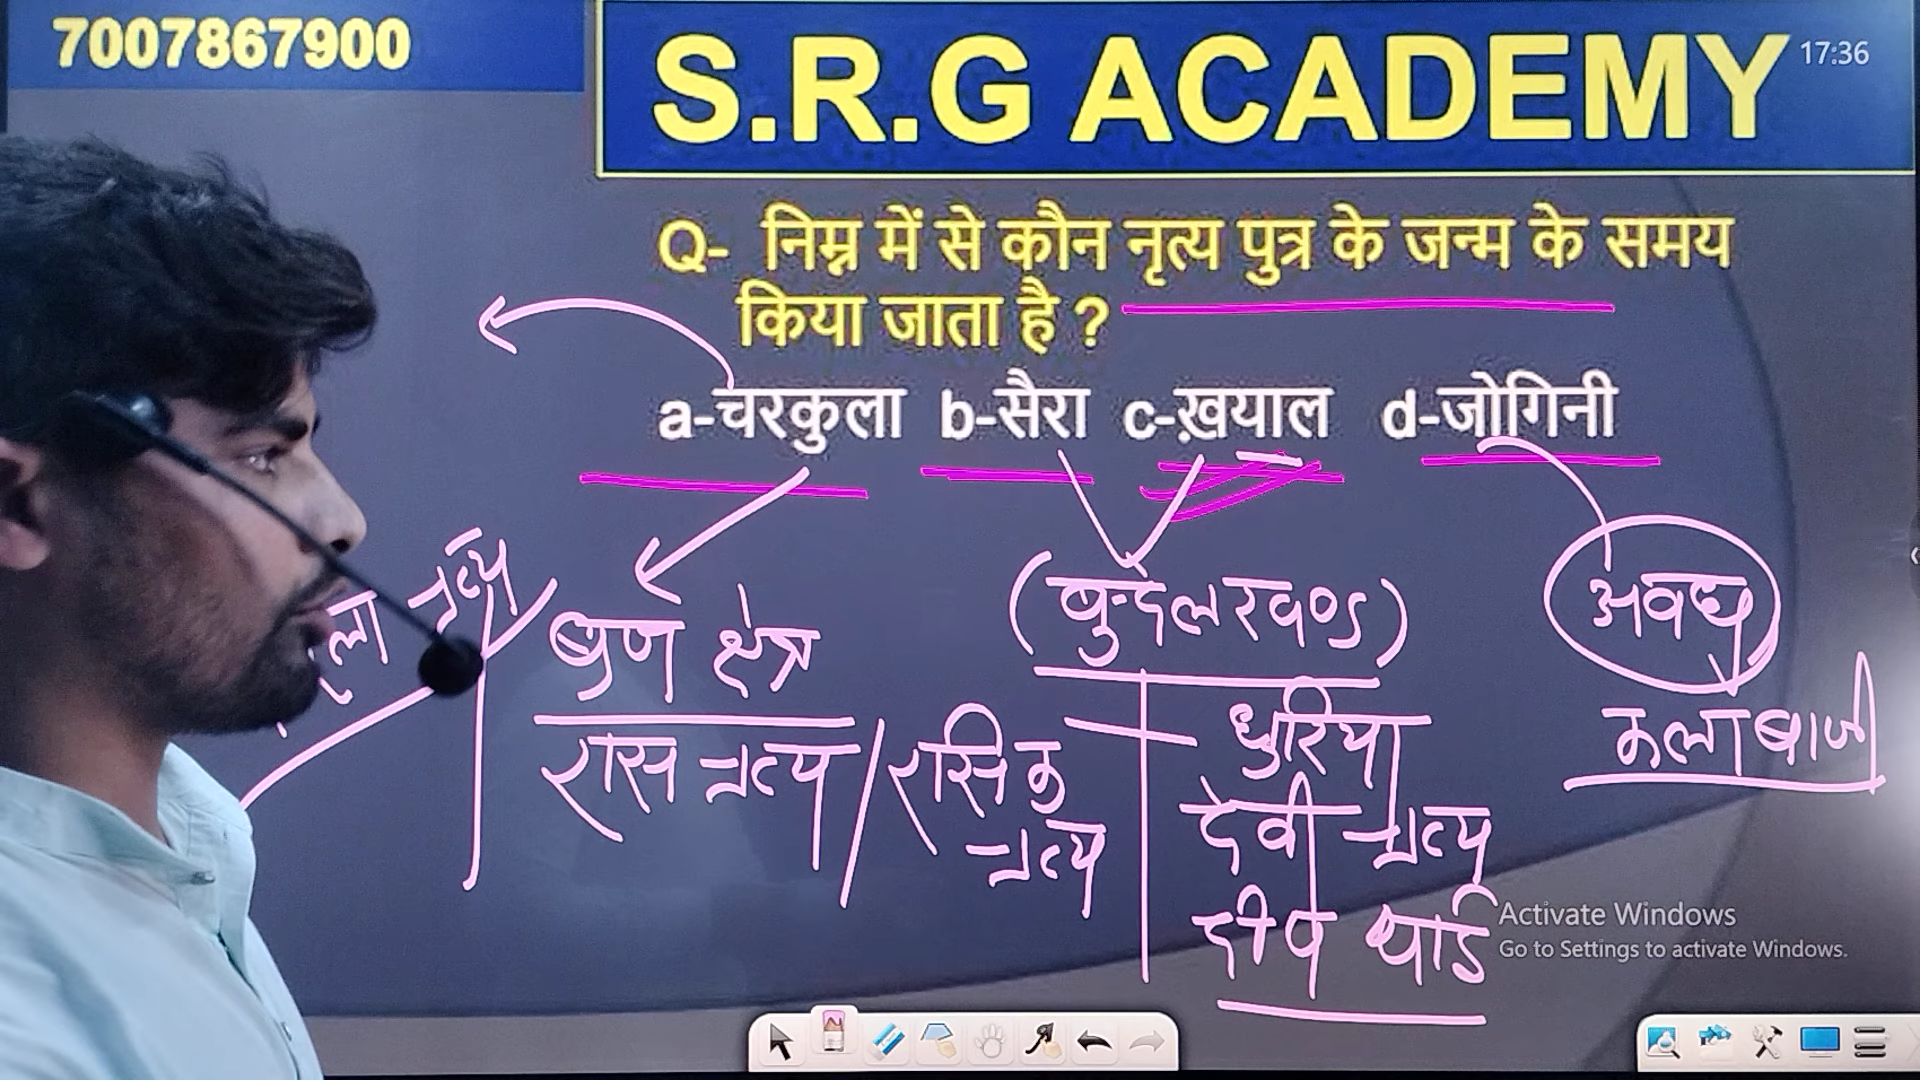 7007867900
S.R.G ACADEMY
17:36
Q- निम्न में से कौन नृत्य पुत्र के जन्म के समय
किया जाता है ?
a-चरकुला b-सैरा c-ख़याल d-जोगिनी
नृत्य
बृज क्षेत्र
रास नृत्य / रसिक
नृत्य
(बुन्देलखण्ड)
धुरिया
देवी नृत्य
दीप
अवध
कलाबाजी
Activate Windows
Go to Settings to activate Windows.